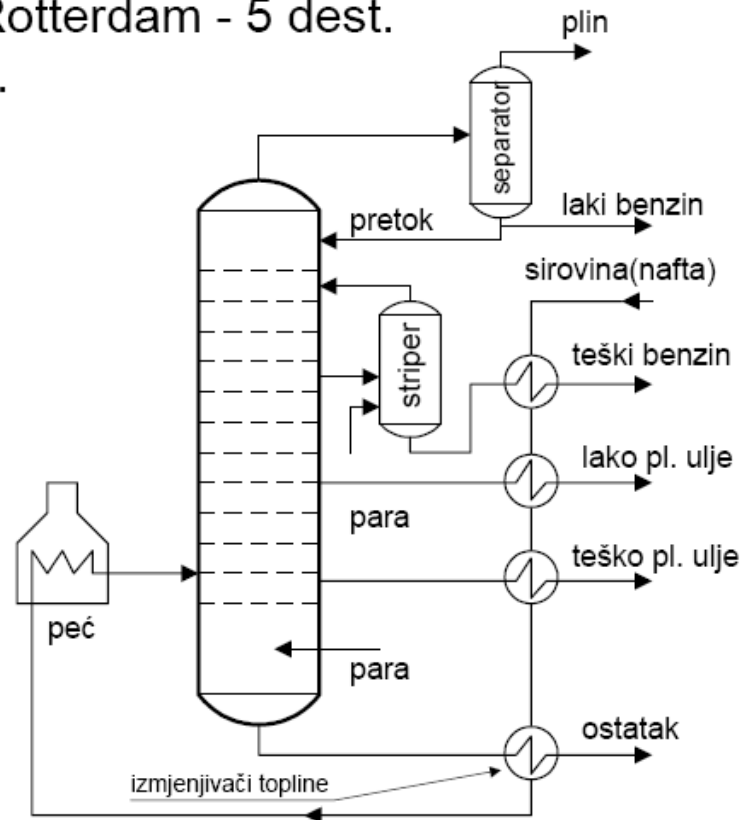 Rotterdam - 5 dest.
.
plin
separator
laki benzin
pretok
sirovina(nafta)
striper
teški benzin
lako pl. ulje
para
teško pl. ulje
peć
para
ostatak
izmjenjivači topline